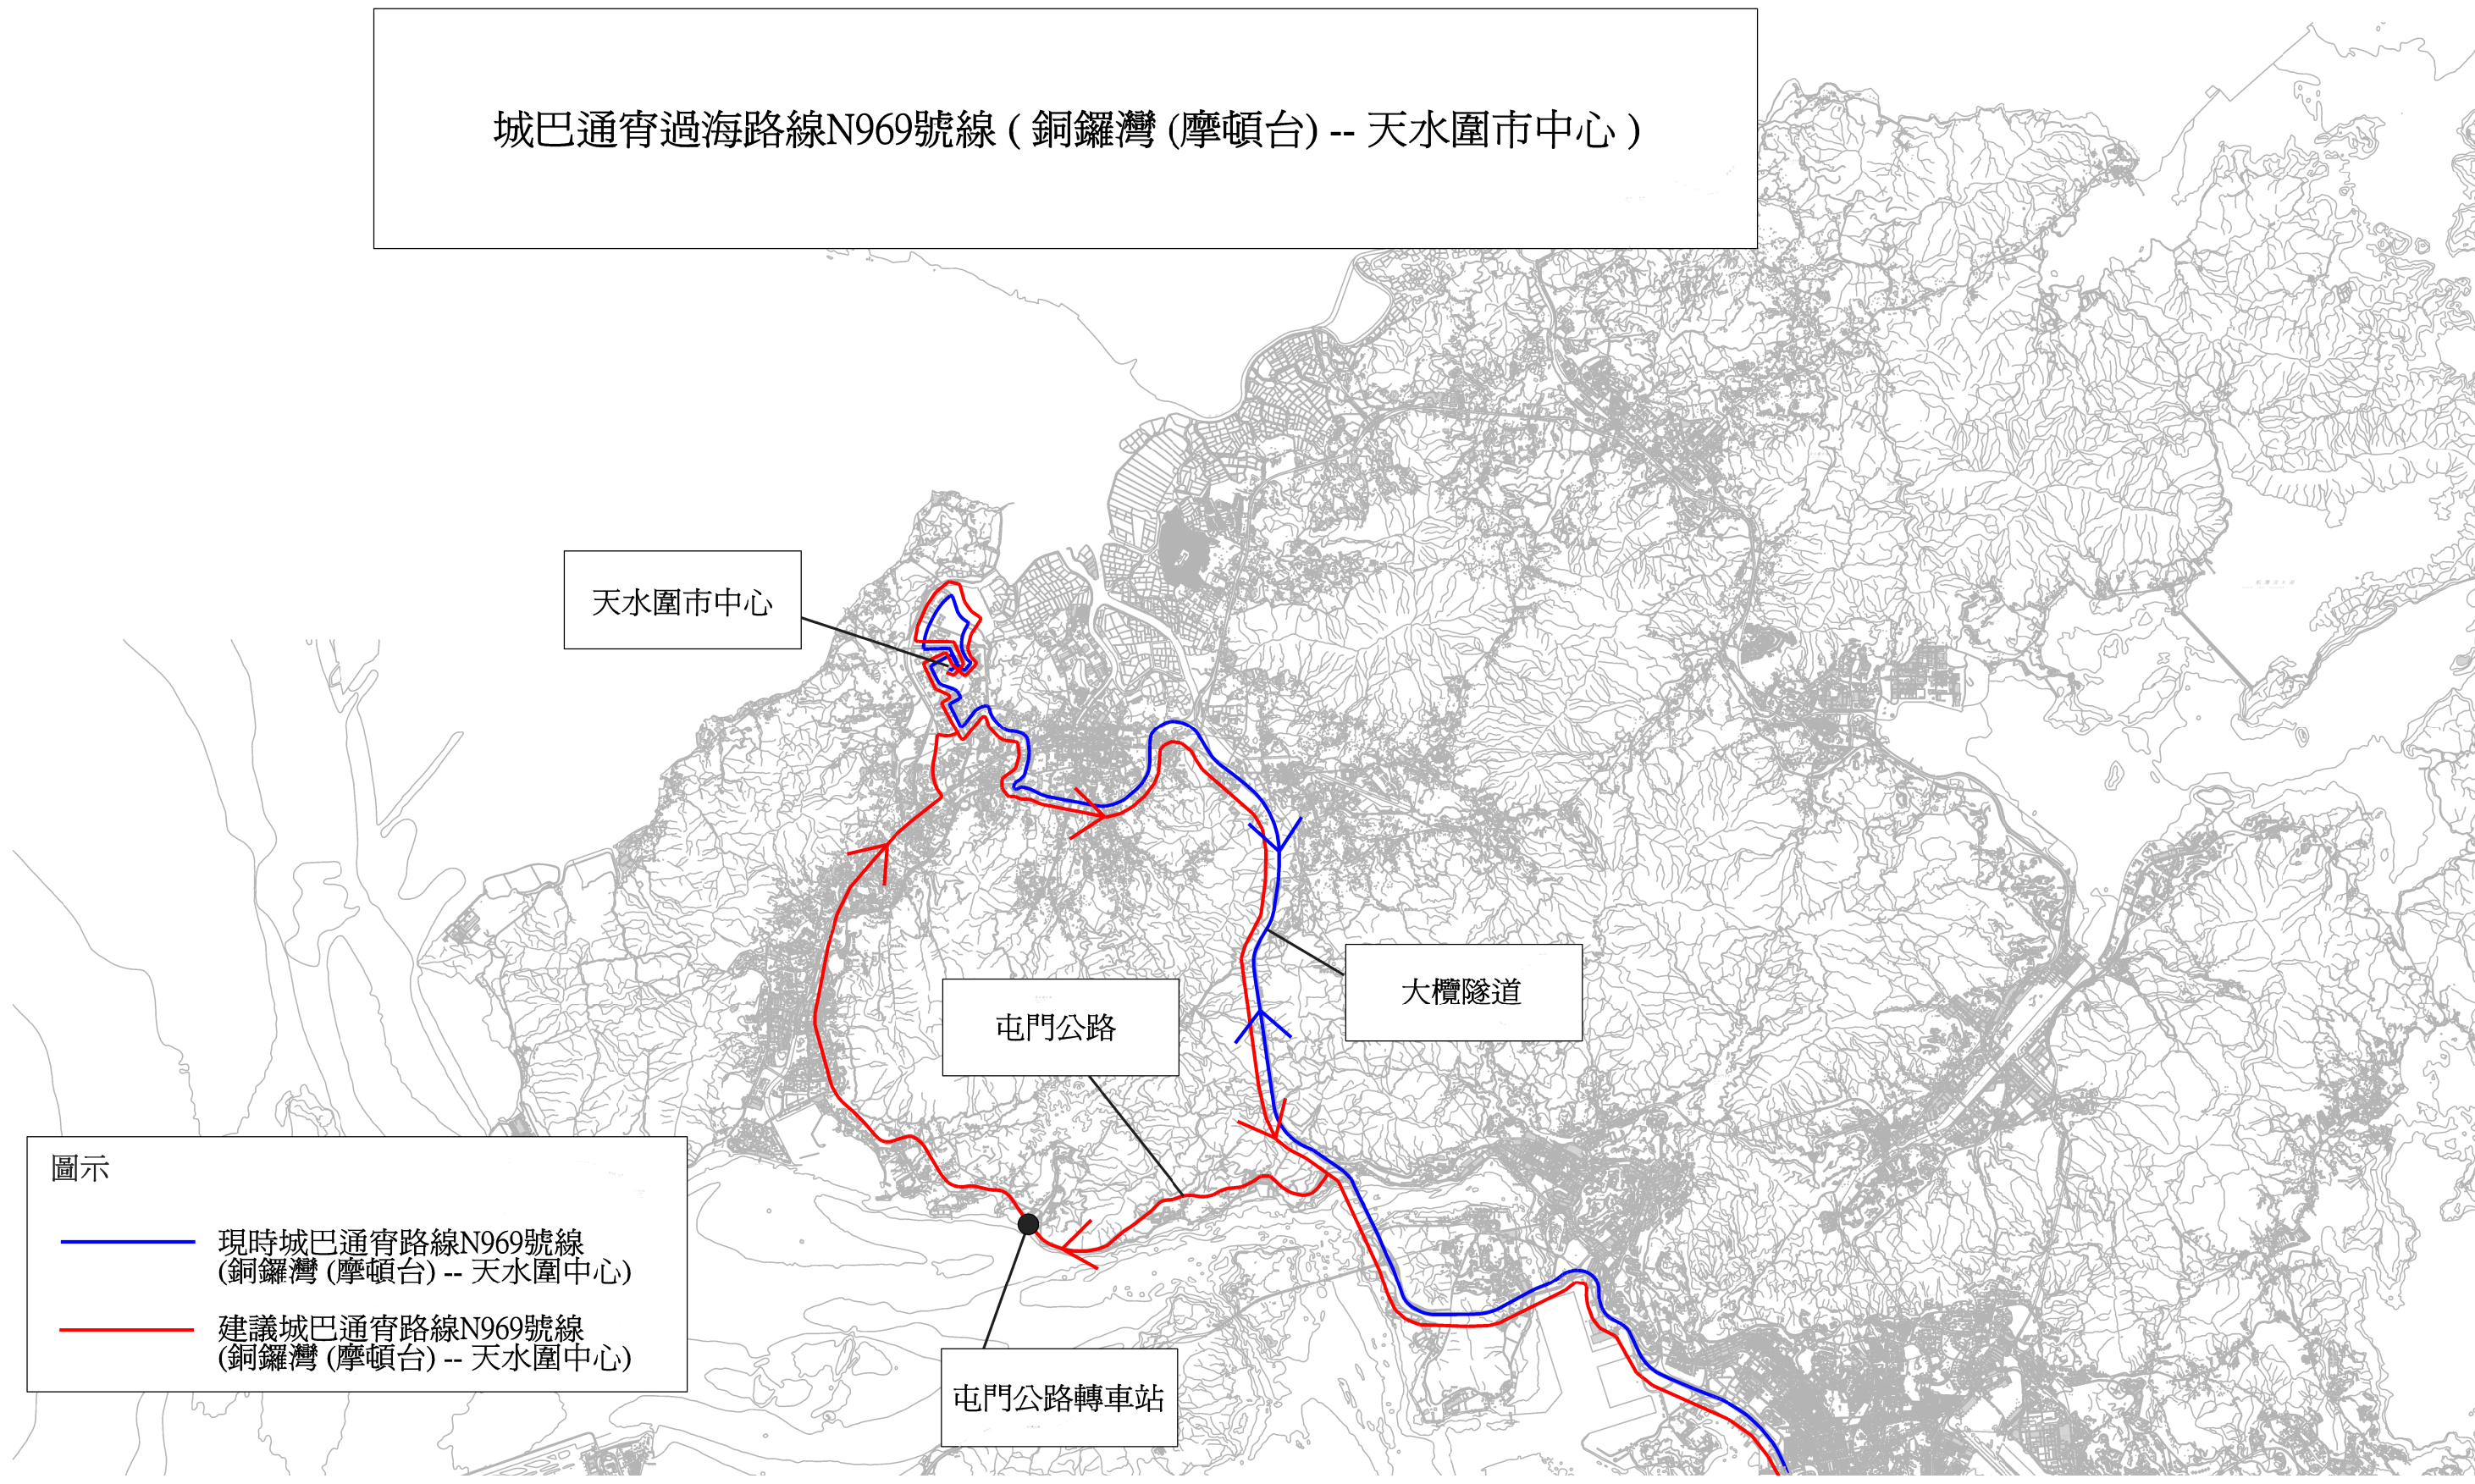 城巴通宵過海路線N969號線 ( 銅鑼灣 (摩頓台) -- 天水圍市中心 )
天水圍市中心
大欖隧道
屯門公路
屯門公路轉車站
圖示
現時城巴通宵路線N969號線
(銅鑼灣 (摩頓台) -- 天水圍中心)
建議城巴通宵路線N969號線
(銅鑼灣 (摩頓台) -- 天水圍中心)